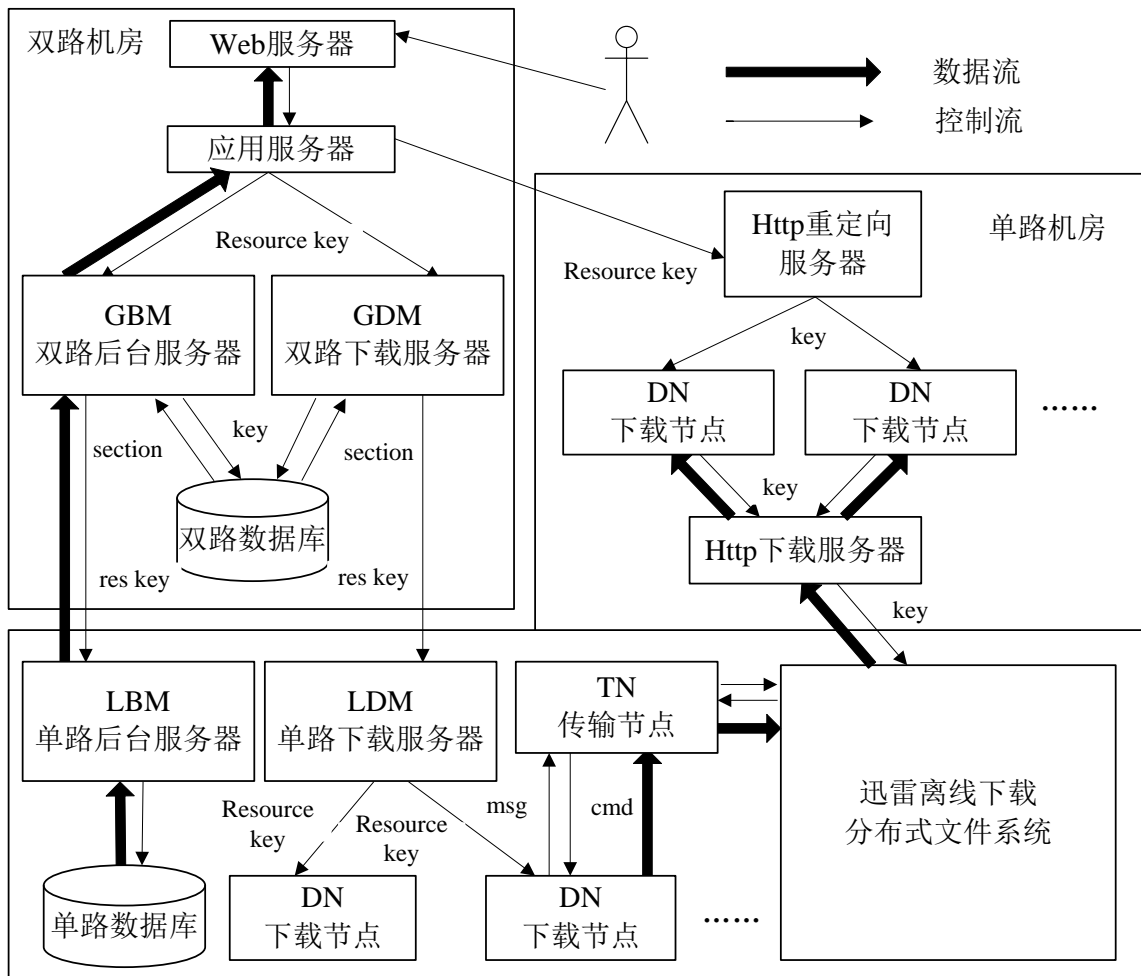 双路机房
Web服务器
数据流
控制流
应用服务器
Resource key
GBM
双路后台服务器
GDM
双路下载服务器
section
key
section
双路数据库
res key
res key
单路机房
Http重定向
服务器
Resource key
key
DN
下载节点
DN
下载节点
……
key
Http下载服务器
key
LBM
单路后台服务器
LDM
单路下载服务器
TN
传输节点
迅雷离线下载
分布式文件系统
Resource
key
Resource
key
msg
cmd
单路数据库
DN
下载节点
DN
下载节点
……